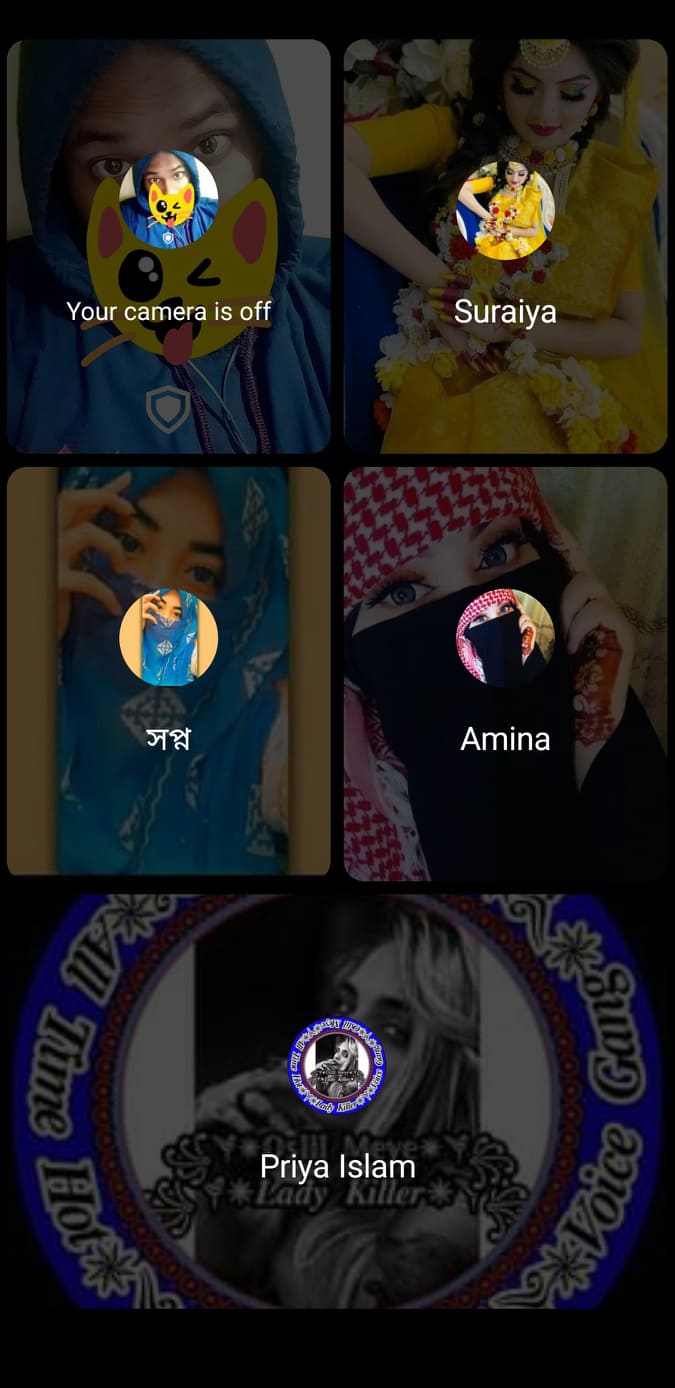 Your camera is off
Suraiya
সপ্ন
Amina
All Time Hot
Voice Gang
Priya Islam
Lady Killer